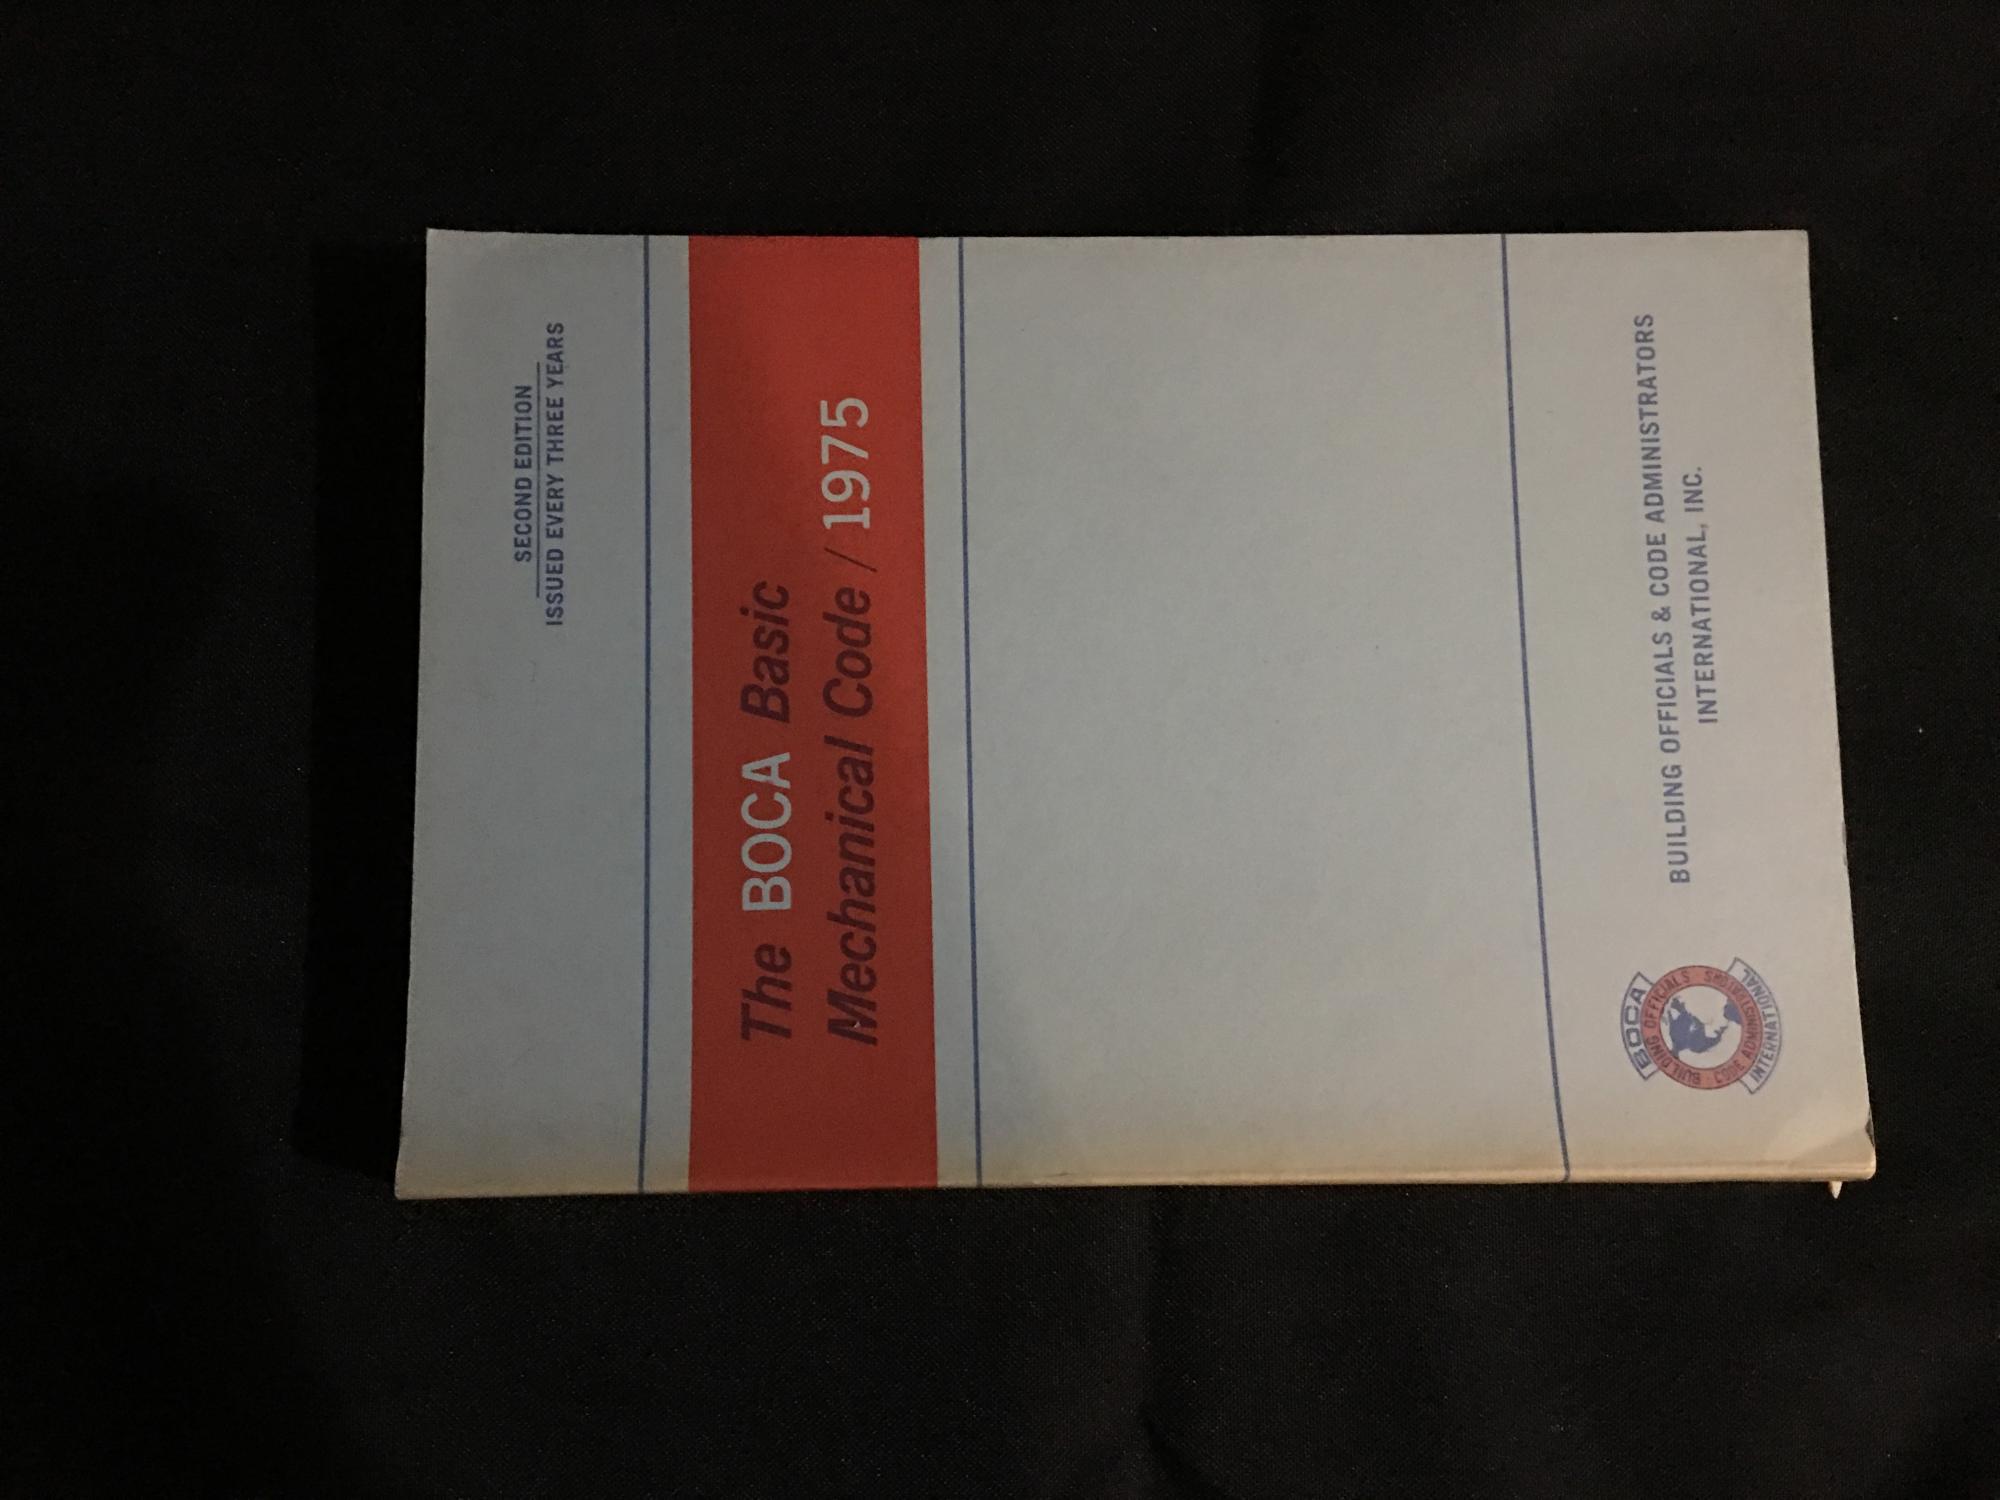 SECOND EDITION
ISSUED EVERY THREE YEARS
The BOCA Basic
Mechanical Code / 1975
BOCA
BUILDING OFFICIALS
CODE ADMINISTRATORS
INTERNATIONAL
BUILDING OFFICIALS & CODE ADMINISTRATORS
INTERNATIONAL, INC.